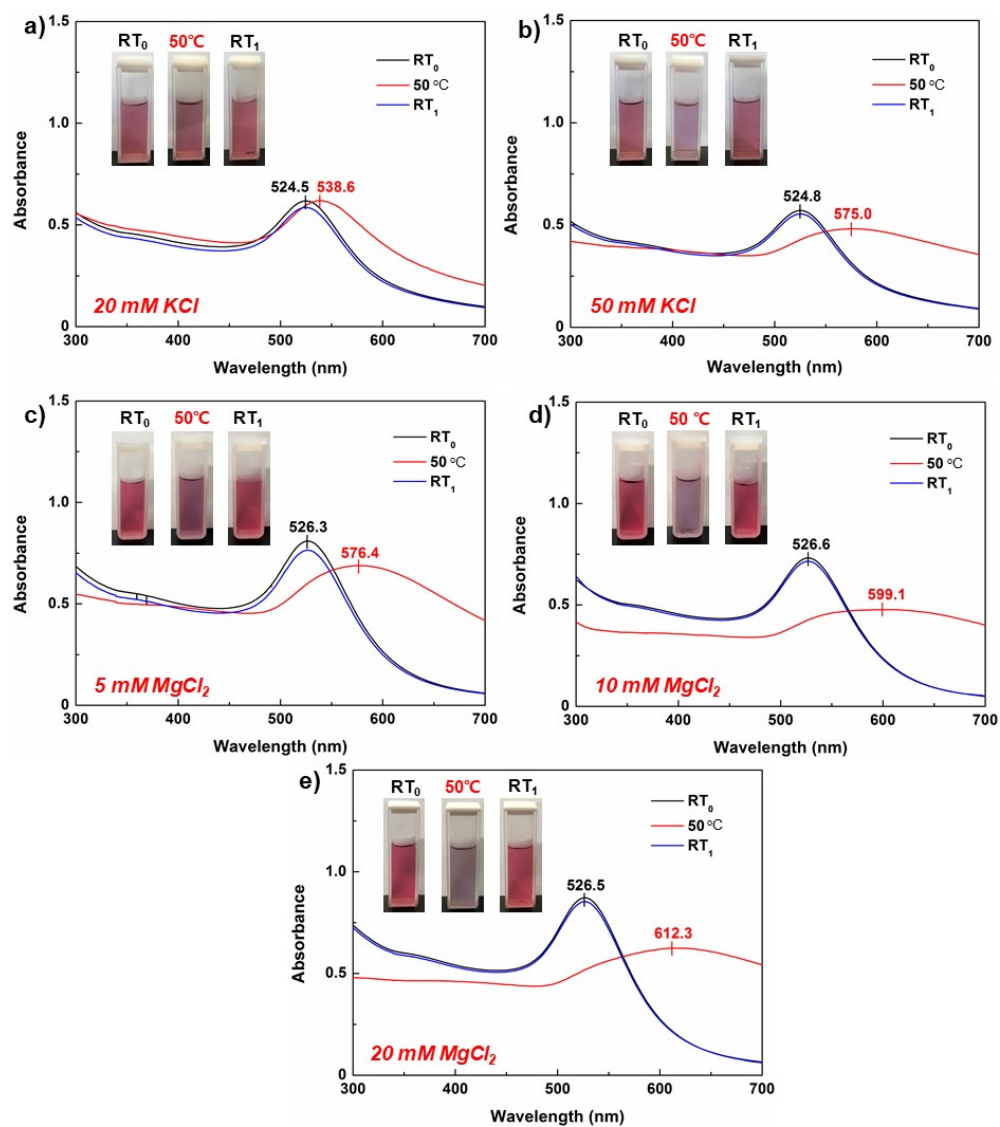 a)
RT₀ 50℃ RT₁
RT₀
50 °C
RT₁
524.5 538.6
20 mM KCl
Absorbance
0 0.5 1.0 1.5
300 400 500 600 700
Wavelength (nm)
b)
RT₀ 50 ℃ RT₁
RT₀
50 °C
RT₁
524.8
575.0
50 mM KCl
Absorbance
0 0.5 1.0 1.5
300 400 500 600 700
Wavelength (nm)
c)
RT₀ 50℃ RT₁
RT₀
50 °C
RT₁
526.3
576.4
5 mM MgCl₂
Absorbance
0 0.5 1.0 1.5
300 400 500 600 700
Wavelength (nm)
d)
RT₀ 50 ℃ RT₁
RT₀
50 °C
RT₁
526.6
599.1
10 mM MgCl₂
Absorbance
0 0.5 1.0 1.5
300 400 500 600 700
Wavelength (nm)
e)
RT₀ 50℃ RT₁
RT₀
50 °C
RT₁
526.5
612.3
20 mM MgCl₂
Absorbance
0 0.5 1.0 1.5
300 400 500 600 700
Wavelength (nm)